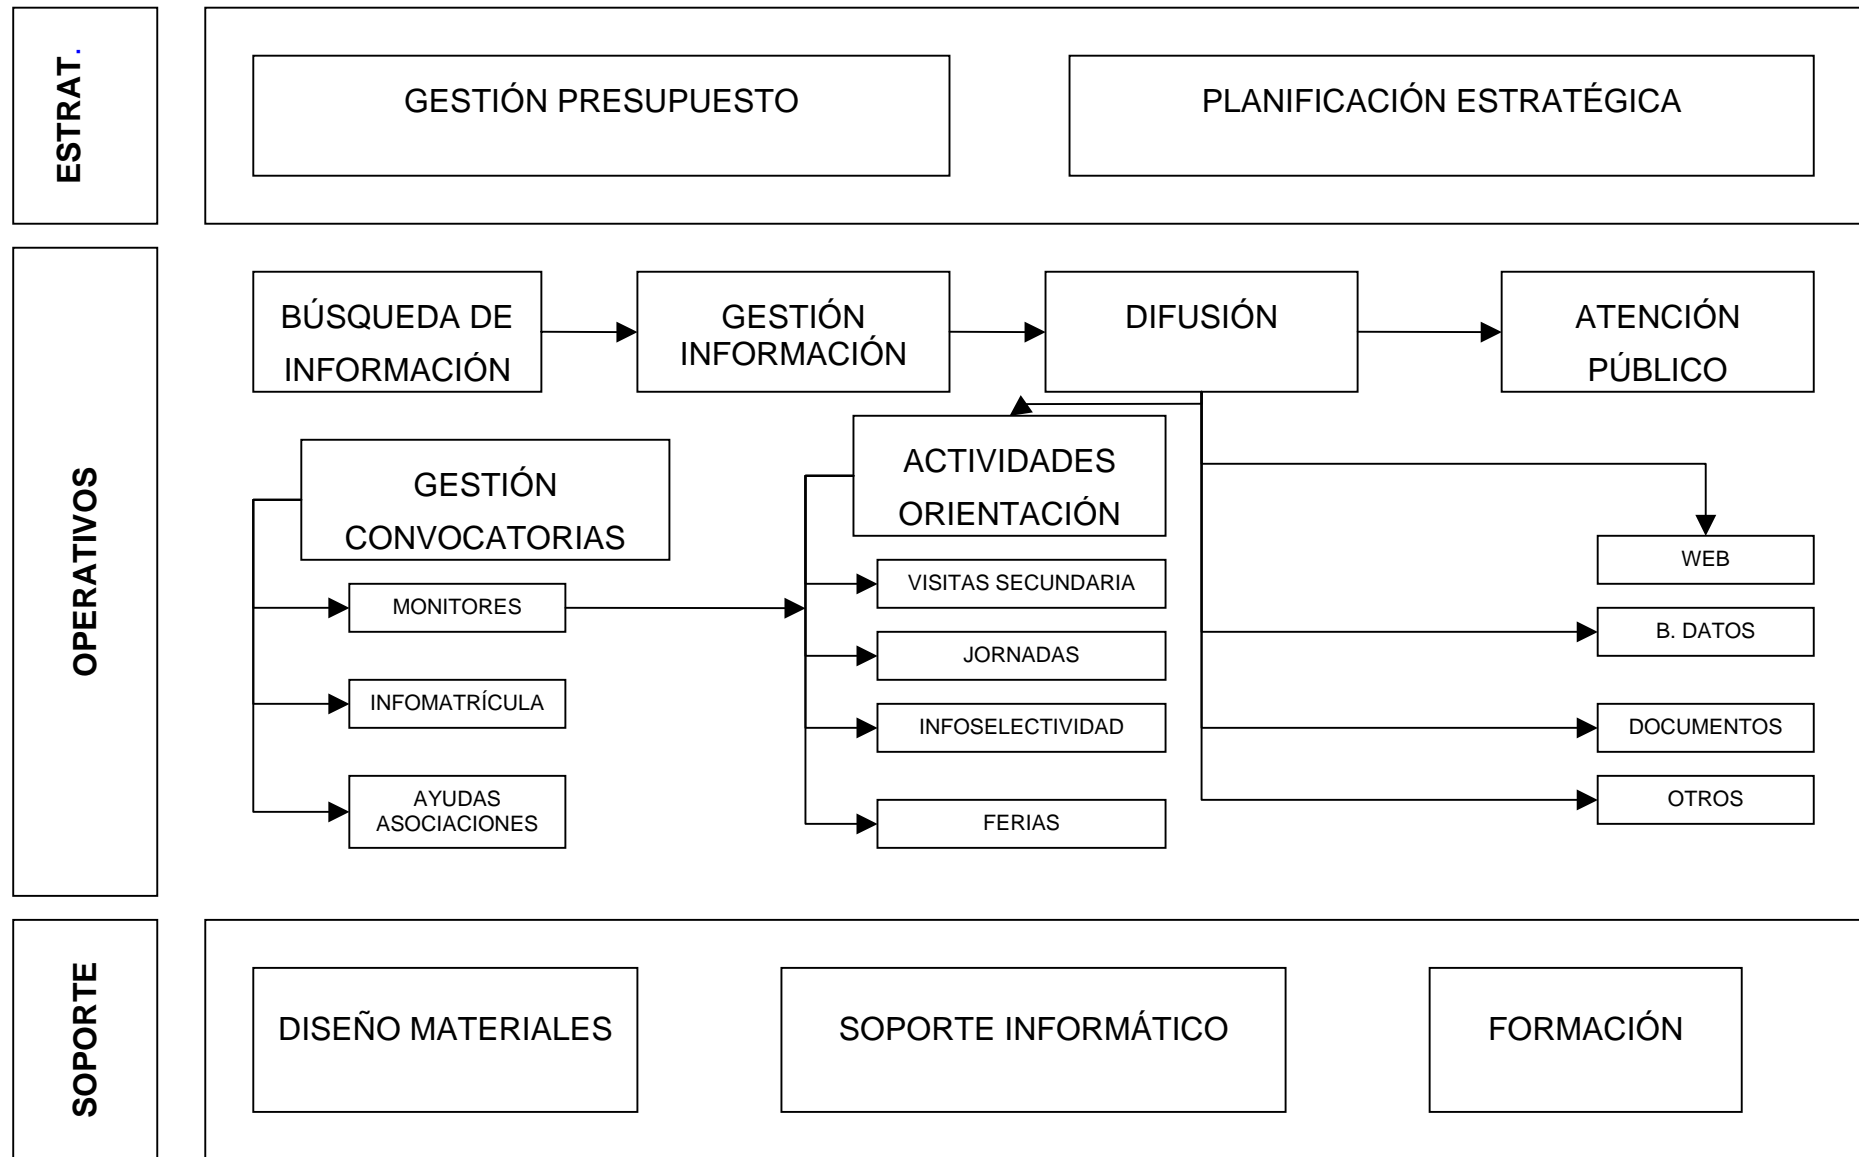 ESTRAT.
GESTIÓN PRESUPUESTO
PLANIFICACIÓN ESTRATÉGICA
OPERATIVOS
BÚSQUEDA DE
INFORMACIÓN
GESTIÓN
INFORMACIÓN
DIFUSIÓN
ATENCIÓN
PÚBLICO
GESTIÓN
CONVOCATORIAS
MONITORES
INFOMATRÍCULA
AYUDAS
ASOCIACIONES
ACTIVIDADES
ORIENTACIÓN
VISITAS SECUNDARIA
JORNADAS
INFOSELECTIVIDAD
FERIAS
WEB
B. DATOS
DOCUMENTOS
OTROS
SOPORTE
DISEÑO MATERIALES
SOPORTE INFORMÁTICO
FORMACIÓN